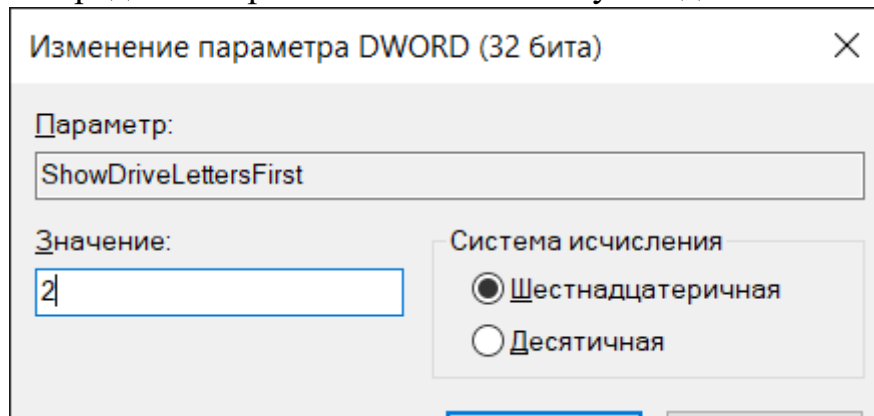 Изменение параметра DWORD (32 бита)
Параметр:
ShowDriveLettersFirst
Значение:
Система исчисления
2
Шестнадцатеричная
Десятичная